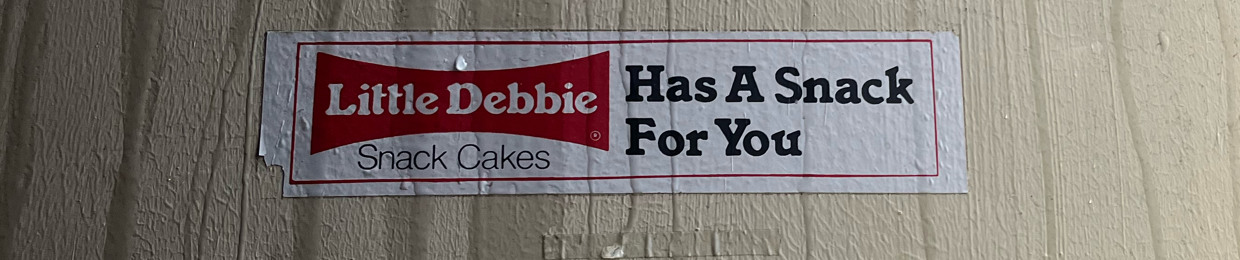 Little Debbie
Snack Cakes
Has A Snack
For You